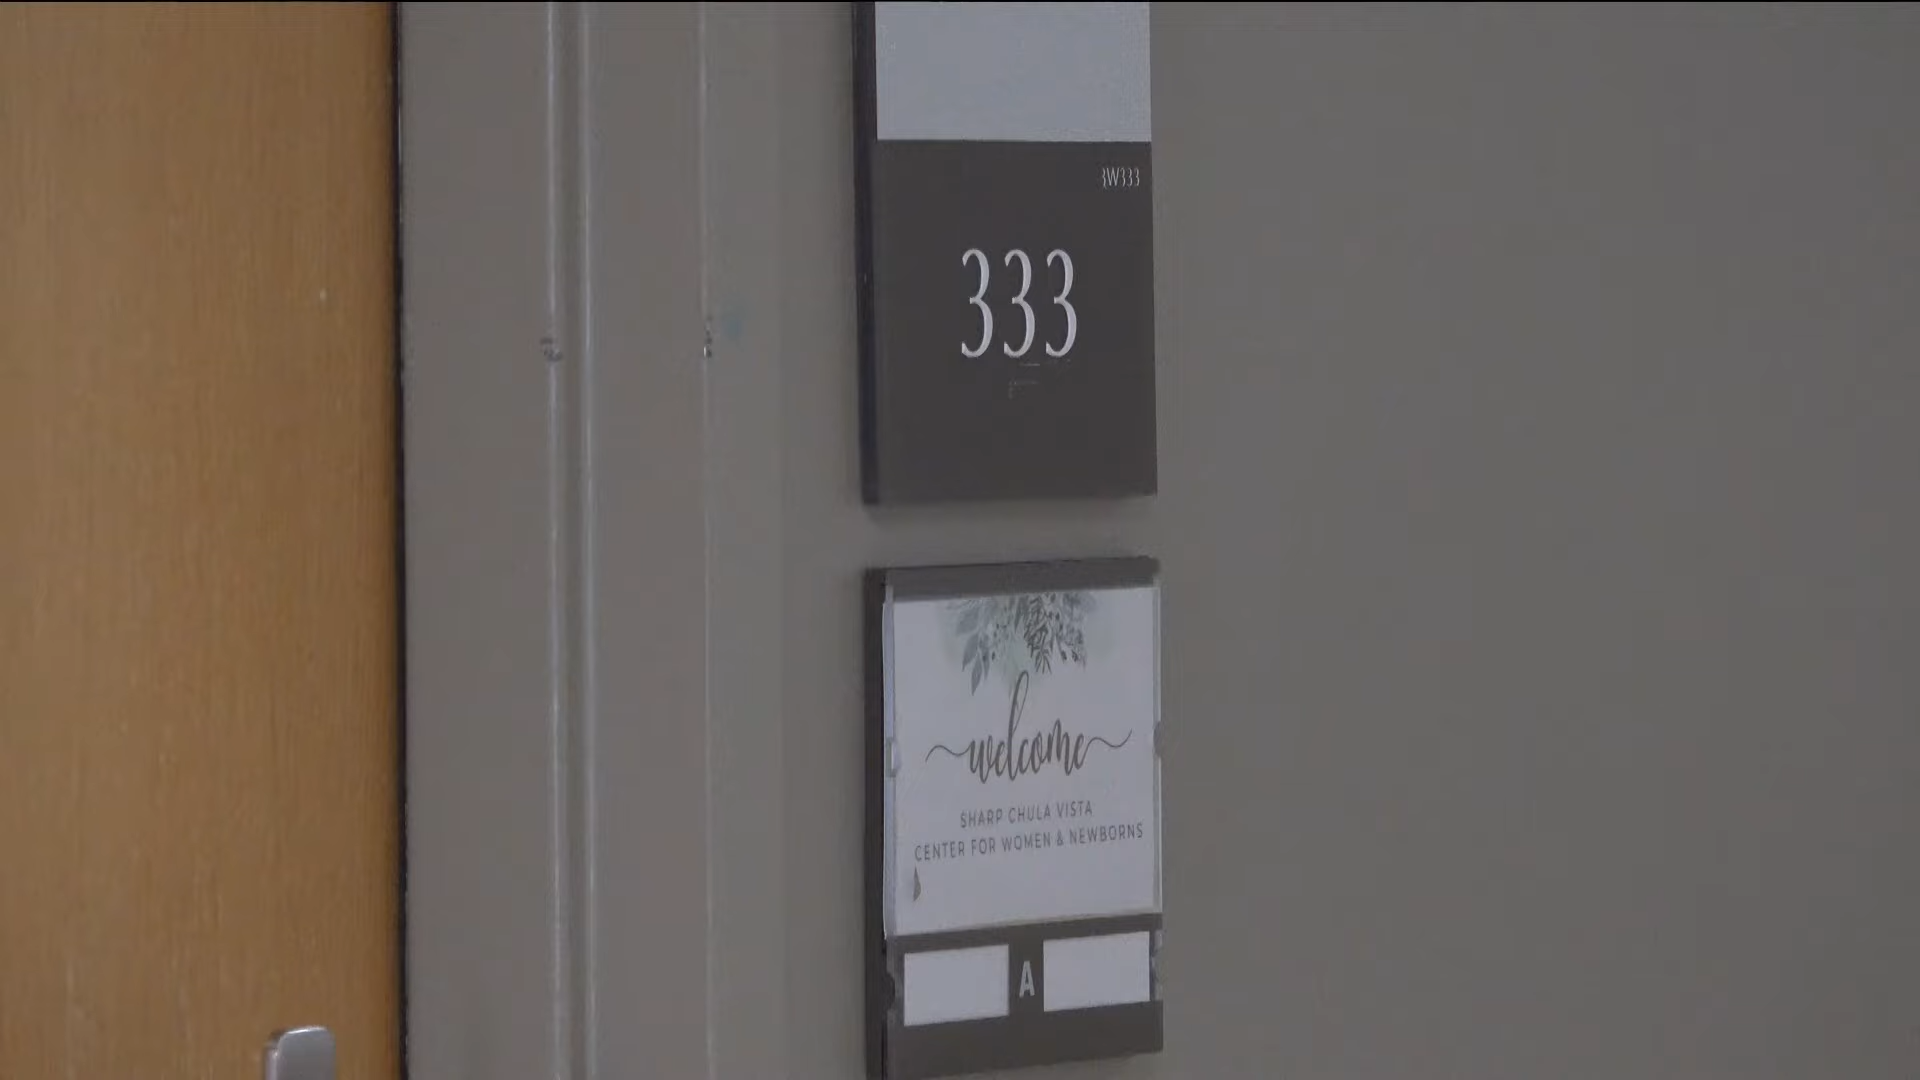 3W333
333
welcome
SHARP CHULA VISTA
CENTER FOR WOMEN & NEWBORNS
A